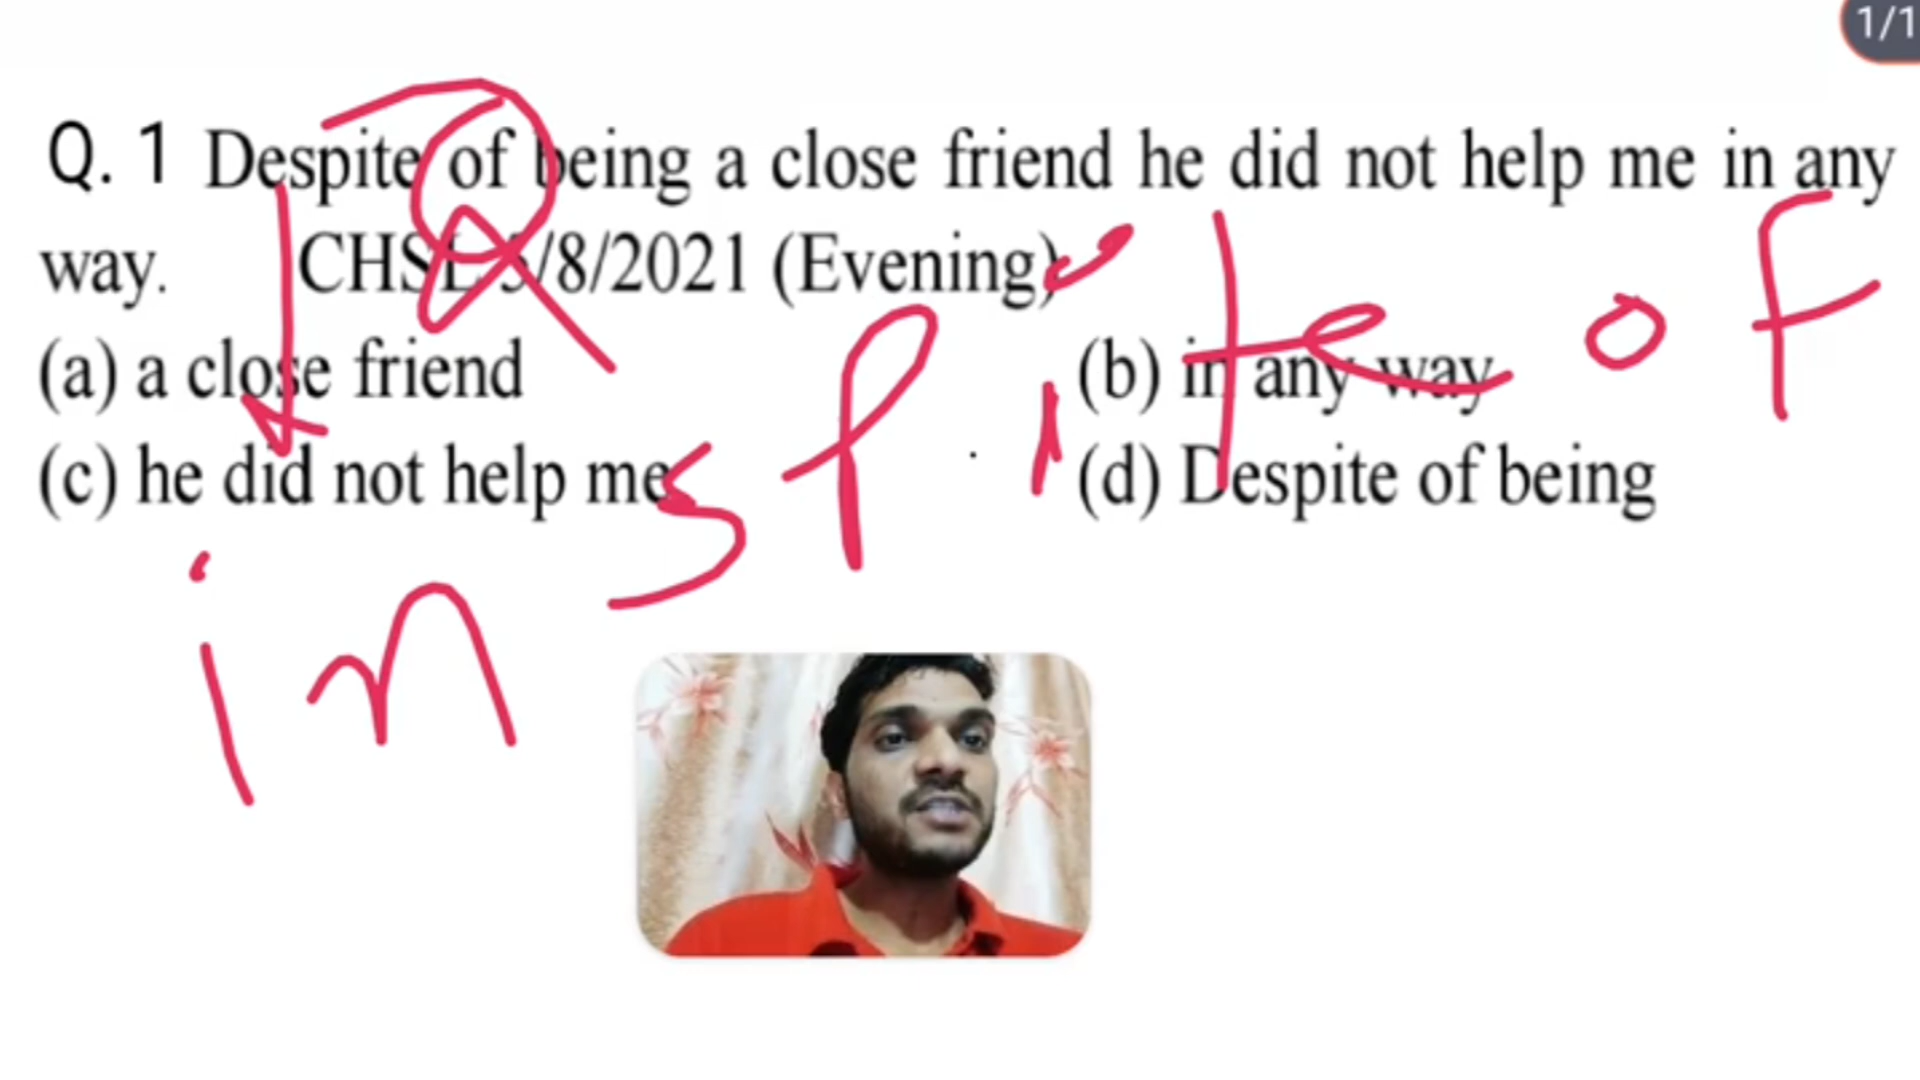 1/1
Q. 1 Despite of being a close friend he did not help me in any
way. CHSL 5/8/2021 (Evening)
(a) a close friend (b) in any way
(c) he did not help me (d) Despite of being
in spite of